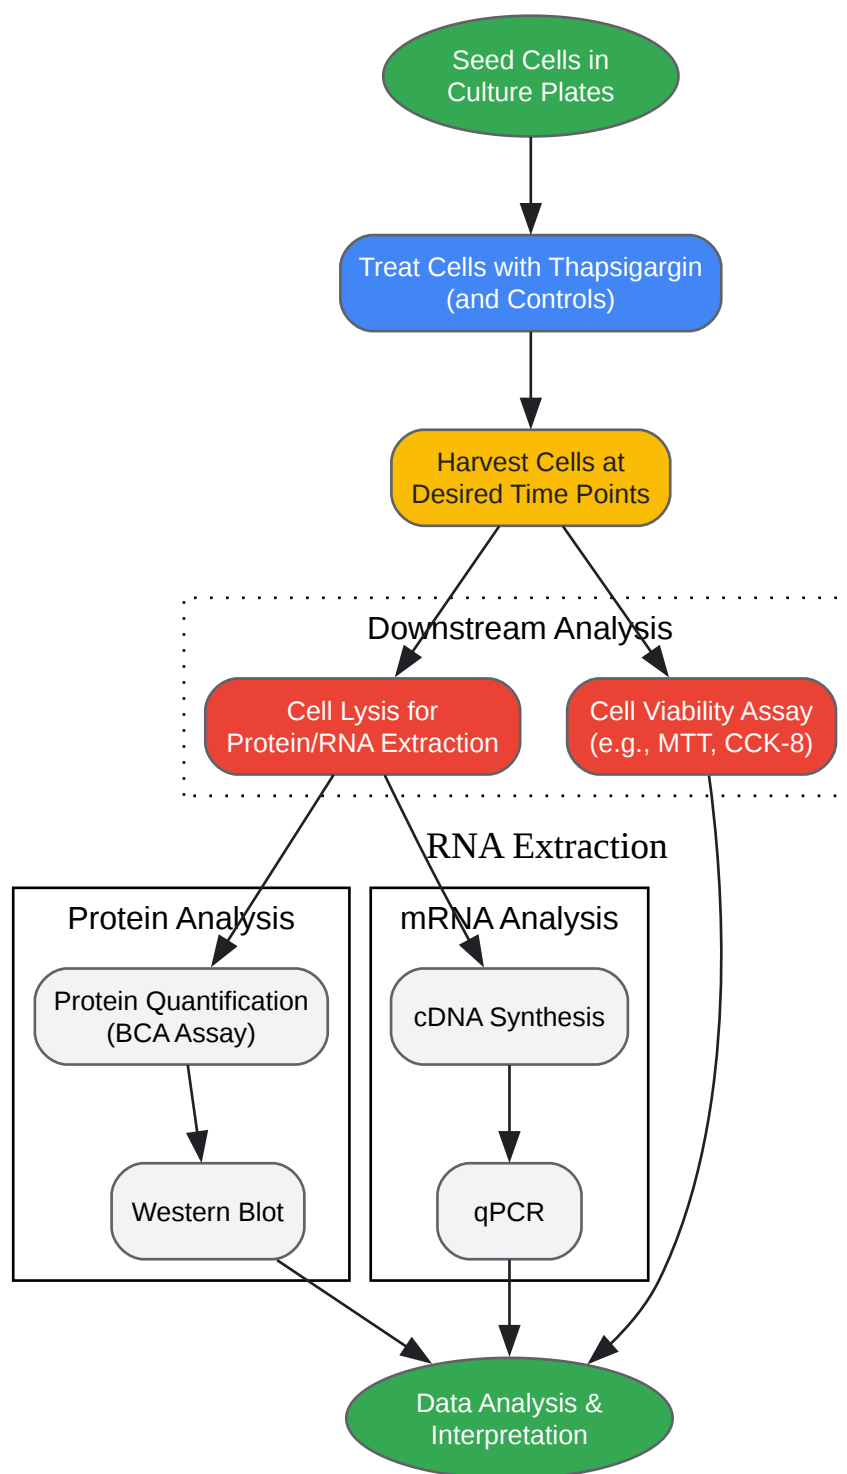 Seed Cells in
Culture Plates
Treat Cells with Thapsigargin
(and Controls)
Harvest Cells at
Desired Time Points
Downstream Analysis
Cell Lysis for
Protein/RNA Extraction
Cell Viability Assay
(e.g., MTT, CCK-8)
RNA Extraction
Protein Analysis
mRNA Analysis
Protein Quantification
(BCA Assay)
cDNA Synthesis
Western Blot
qPCR
Data Analysis &
Interpretation